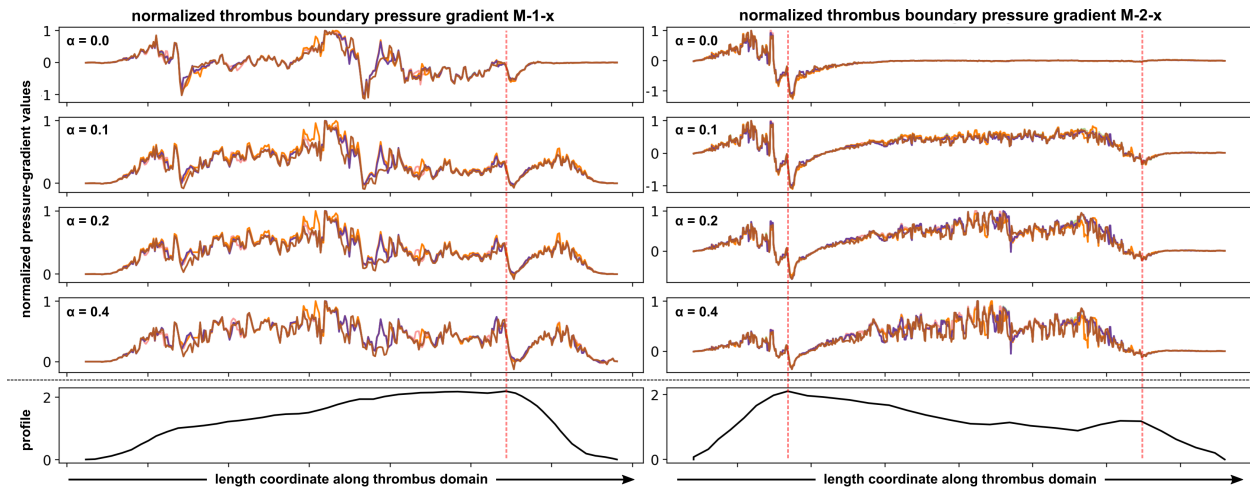 normalized thrombus boundary pressure gradient M-1-x
normalized pressure-gradient values
α = 0.0
1
0
1
α = 0.1
1
0
α = 0.2
1
0
α = 0.4
1
0
profile
2
0
length coordinate along thrombus domain
normalized thrombus boundary pressure gradient M-2-x
α = 0.0
1
0
-1
α = 0.1
1
0
-1
α = 0.2
1
0
α = 0.4
1
0
2
0
length coordinate along thrombus domain